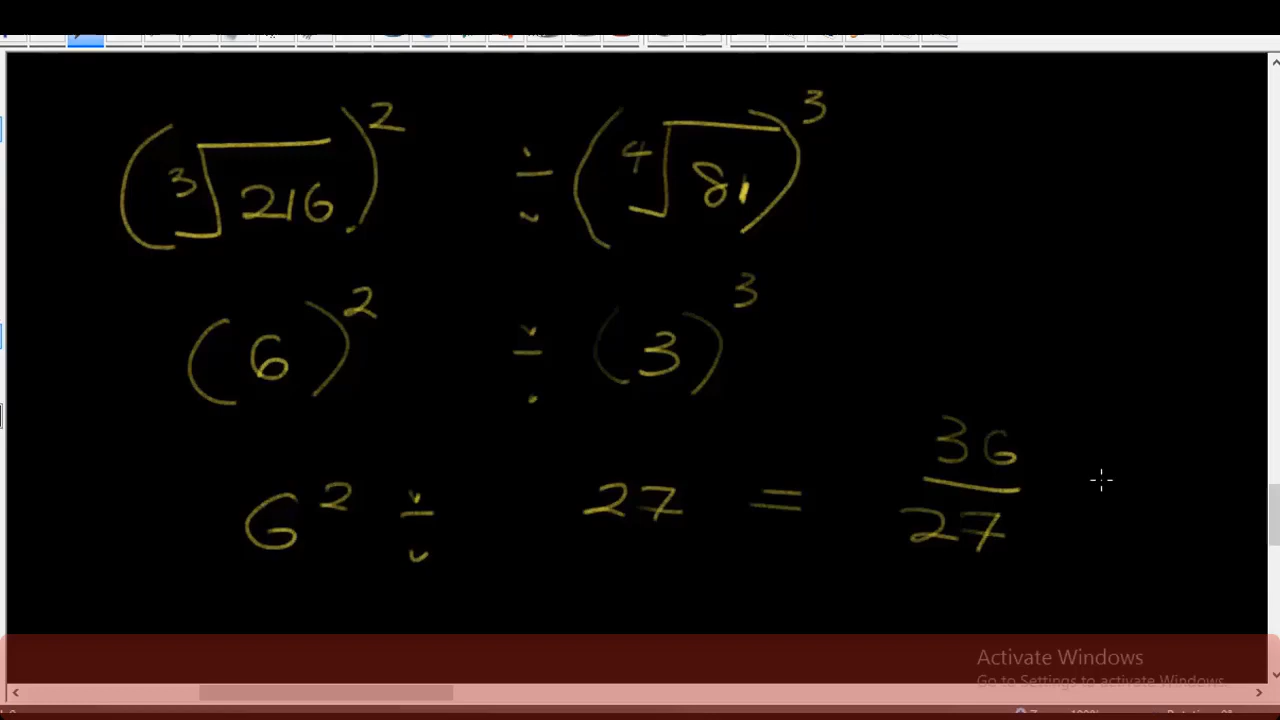 (∛216)² ÷ (∜81)³
(6)² ÷ (3)³
6² ÷ 27 = 36/27
Activate Windows
Go to Settings to activate Windows.